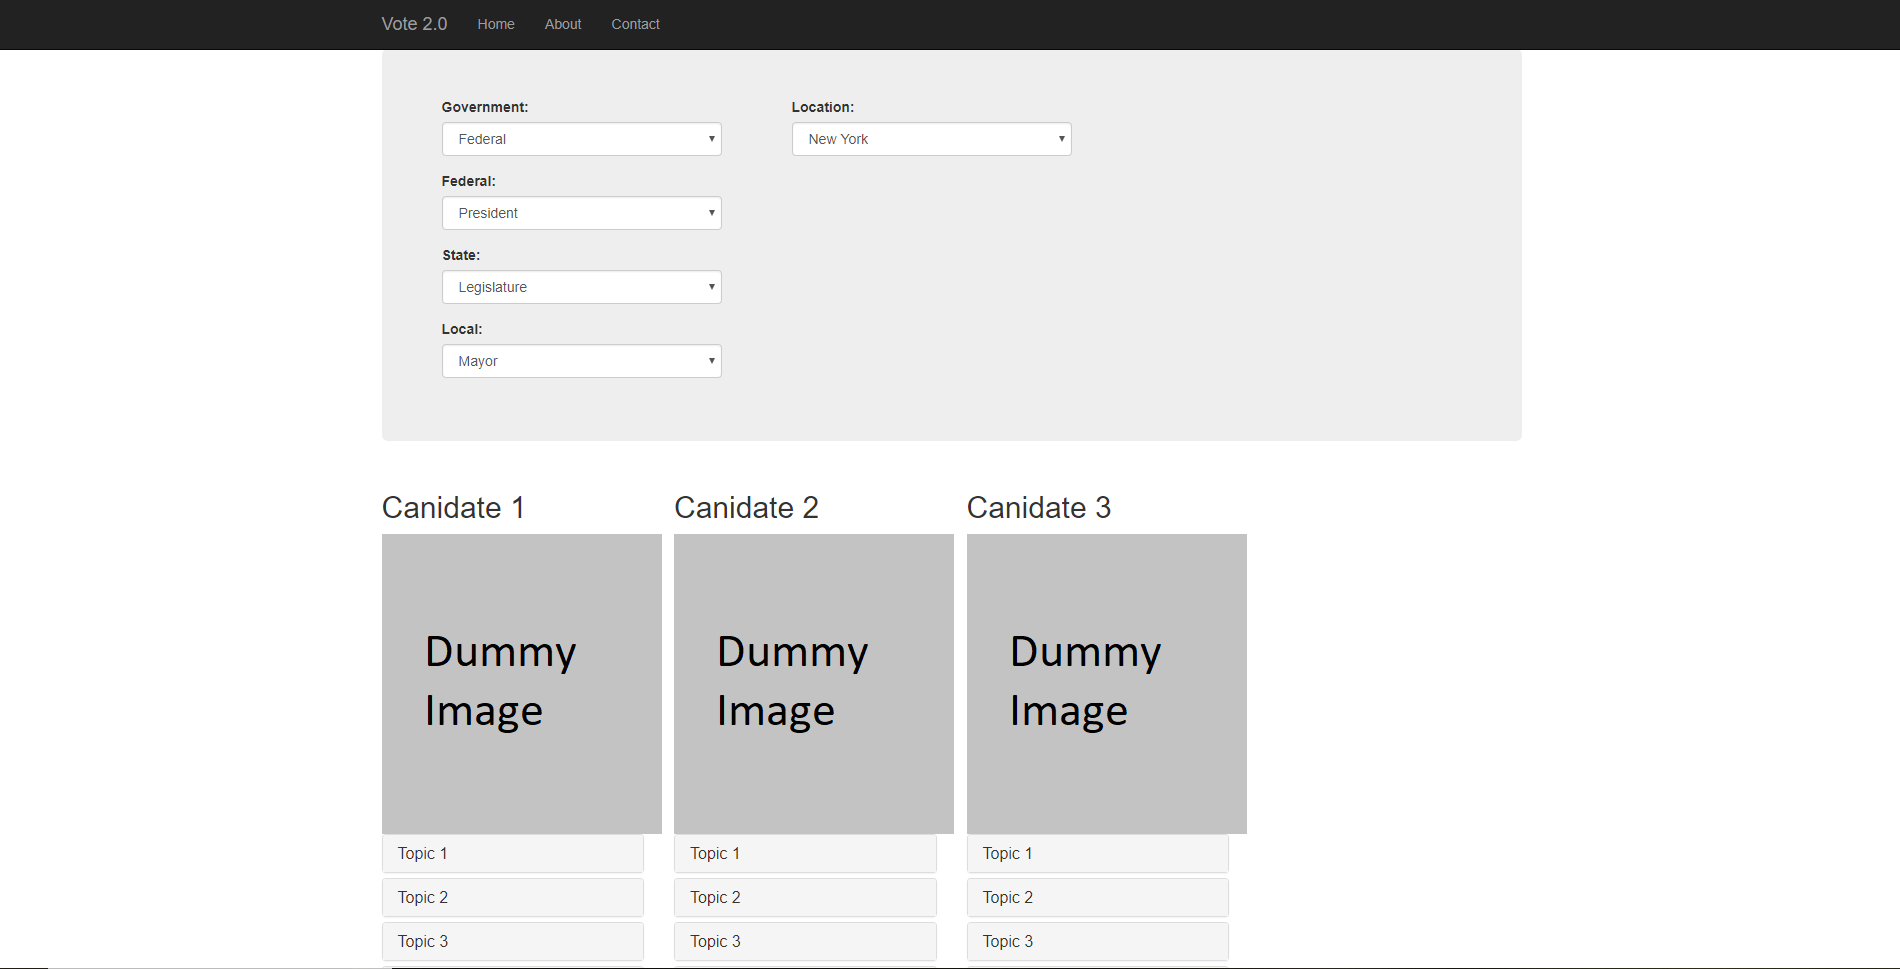 Vote 2.0 Home About Contact
Government: Location:
Federal New York
Federal:
President
State:
Legislature
Local:
Mayor
Canidate 1 Canidate 2 Canidate 3
Dummy Dummy Dummy
Image Image Image
Topic 1 Topic 1 Topic 1
Topic 2 Topic 2 Topic 2
Topic 3 Topic 3 Topic 3